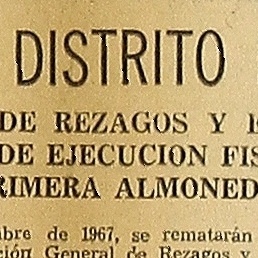 DISTRITO
DE REZAGOS Y
DE EJECUCION FIS
RIMERA ALMONED
bre de 1967, se rematarán
ción General de Rezagos y